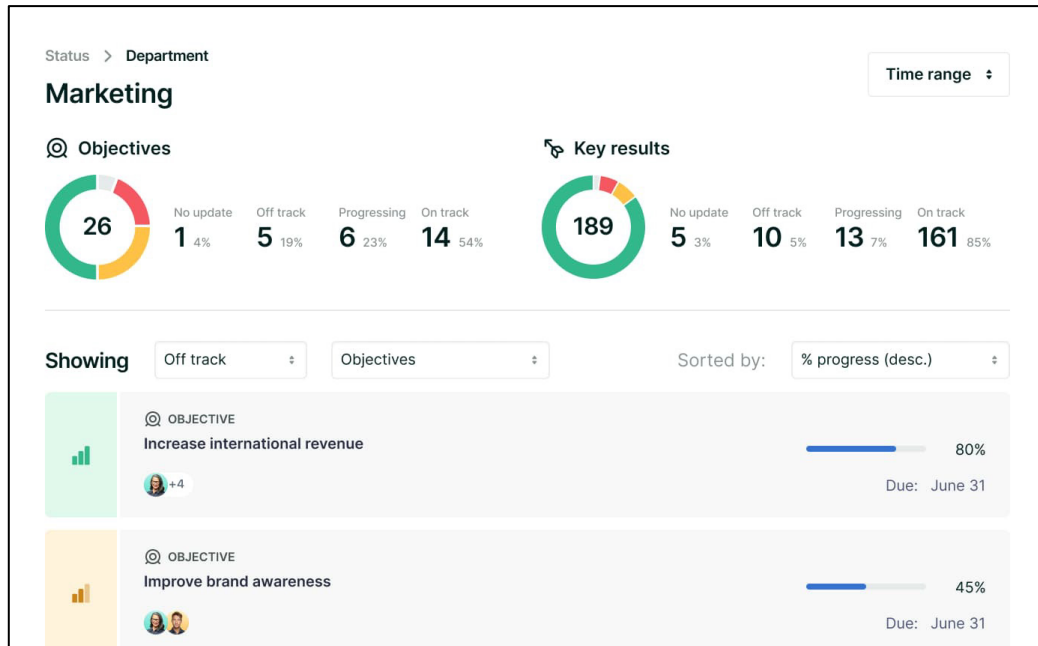 Status > Department
Marketing
Time range
Objectives
26
No update
1 4%
Off track
5 19%
Progressing
6 23%
On track
14 54%
Key results
189
No update
5 3%
Off track
10 5%
Progressing
13 7%
On track
161 85%
Showing
Off track
Objectives
Sorted by:
% progress (desc.)
OBJECTIVE
Increase international revenue
+4
80%
Due: June 31
OBJECTIVE
Improve brand awareness
45%
Due: June 31